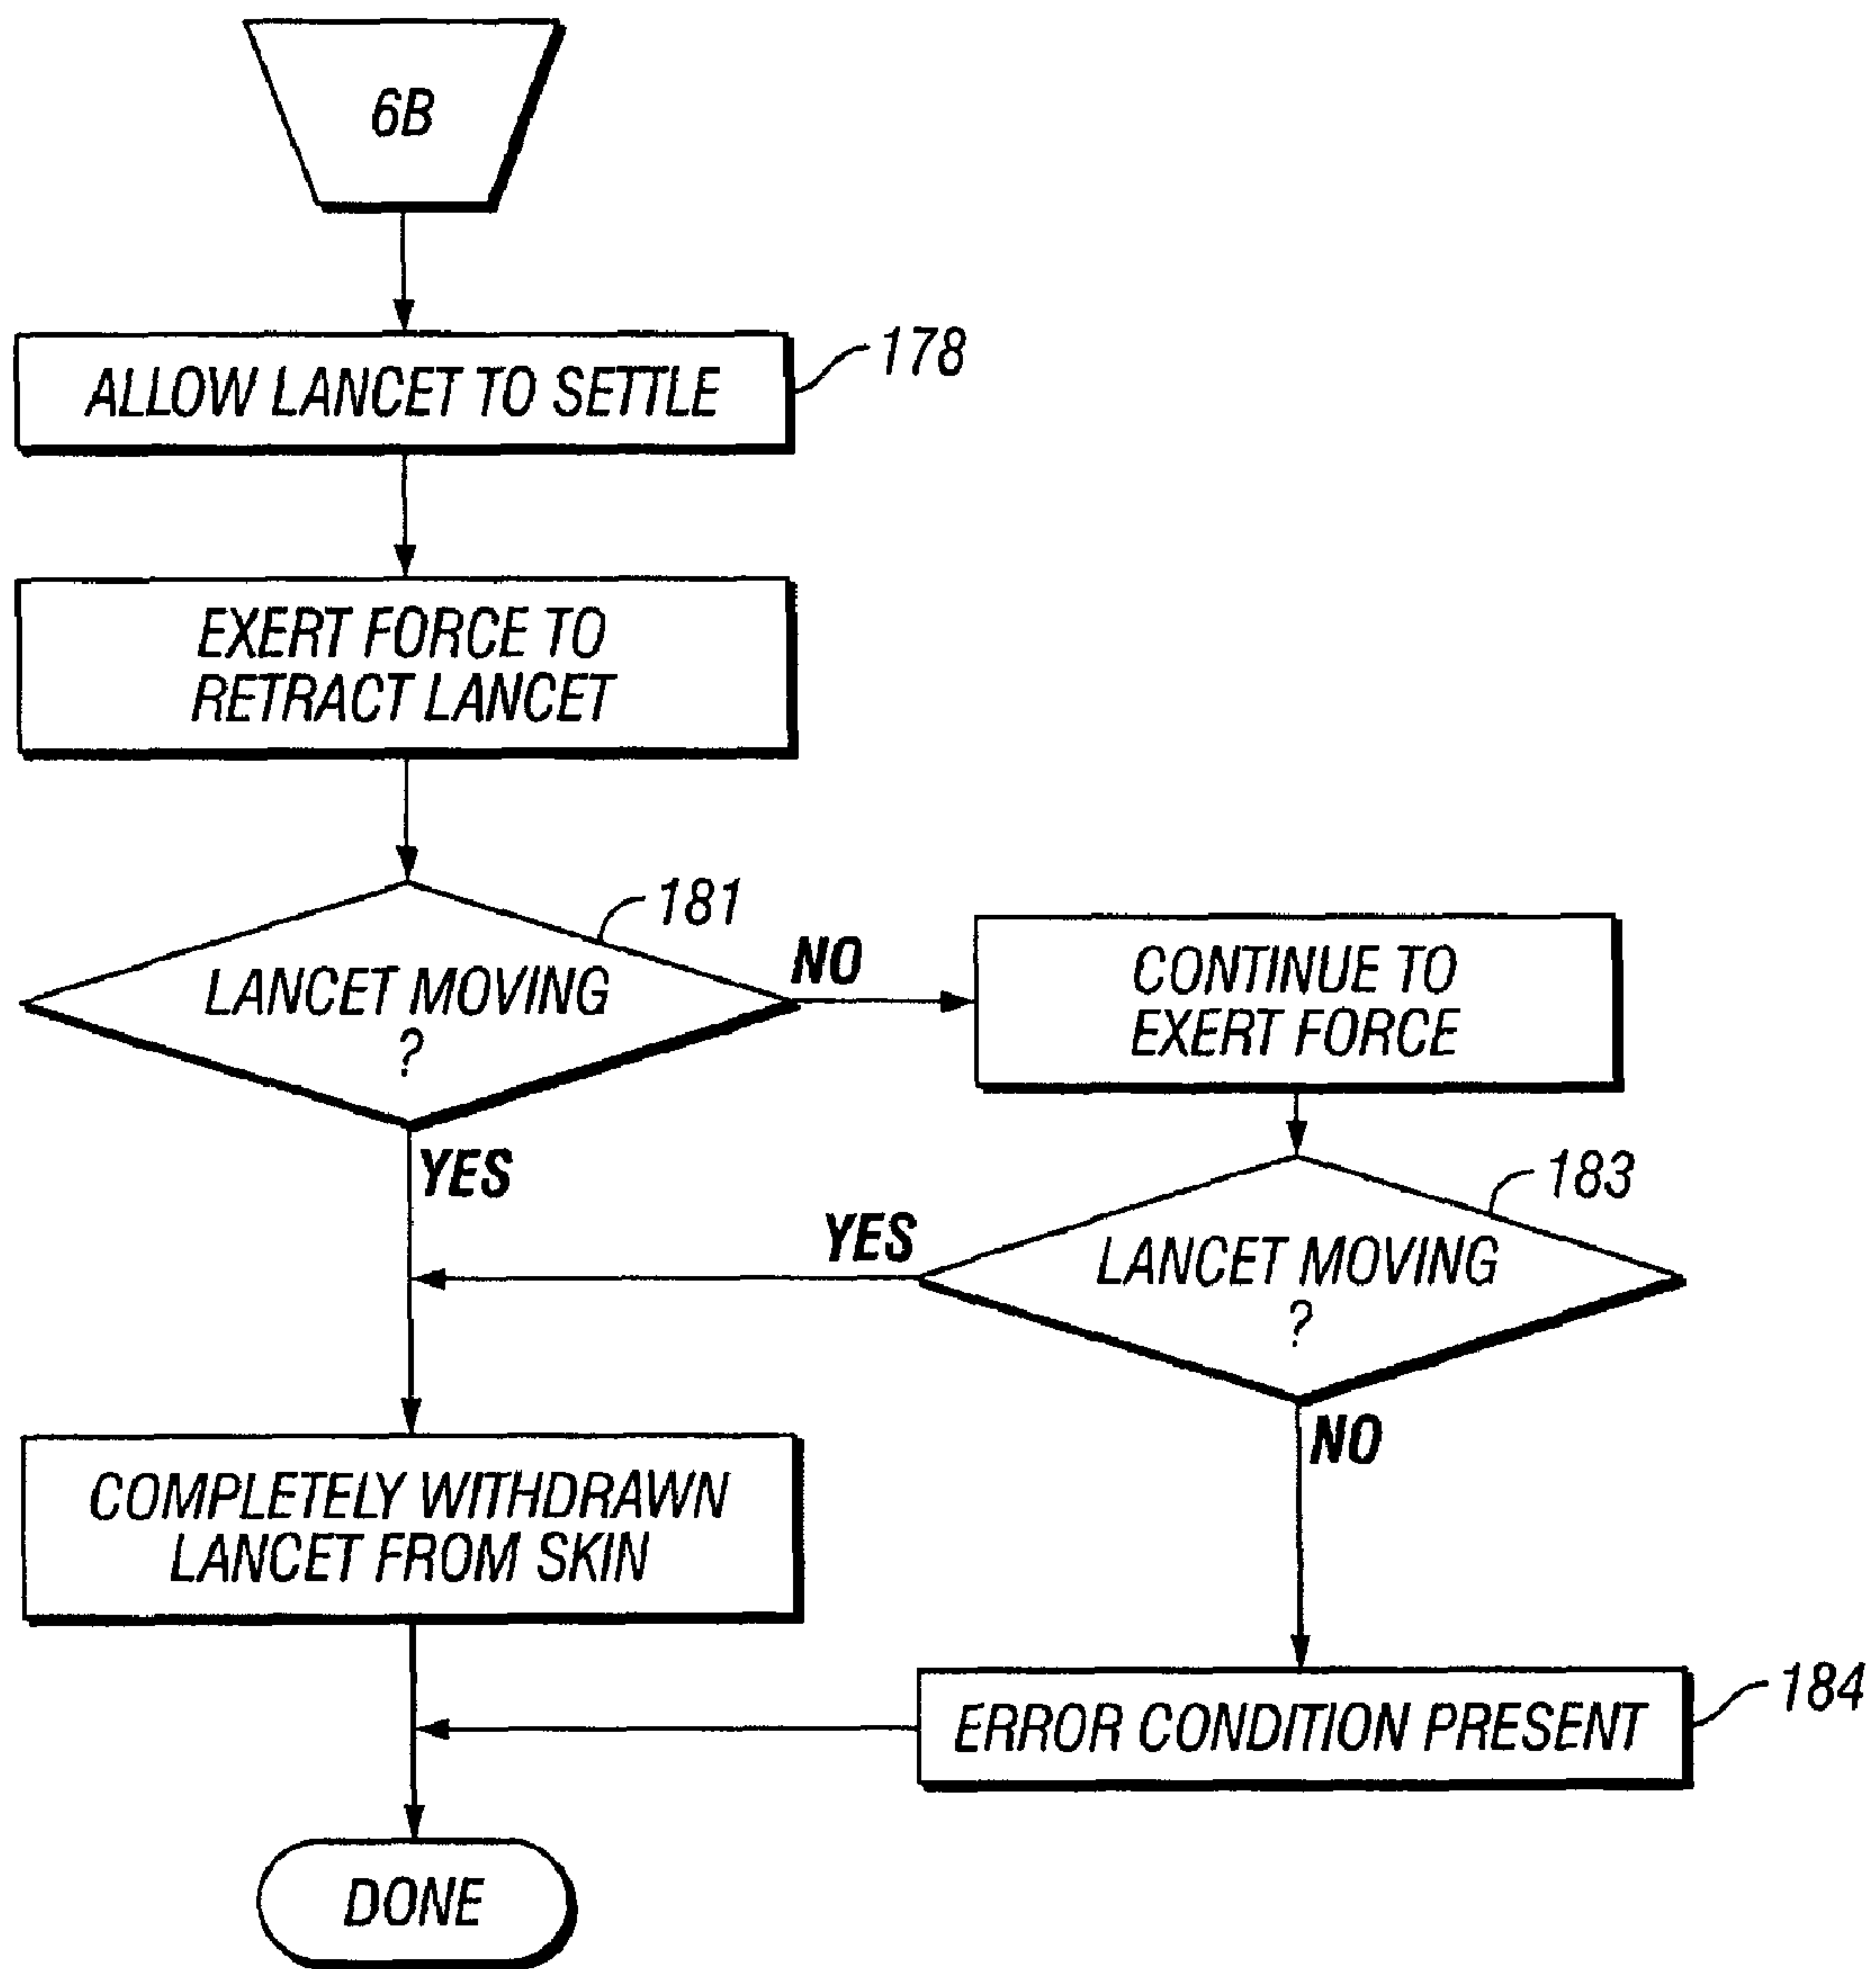 6B
ALLOW LANCET TO SETTLE
178
EXERT FORCE TO
RETRACT LANCET
181
LANCET MOVING
?
NO
CONTINUE TO
EXERT FORCE
YES
183
YES
LANCET MOVING
?
NO
COMPLETELY WITHDRAWN
LANCET FROM SKIN
184
ERROR CONDITION PRESENT
DONE